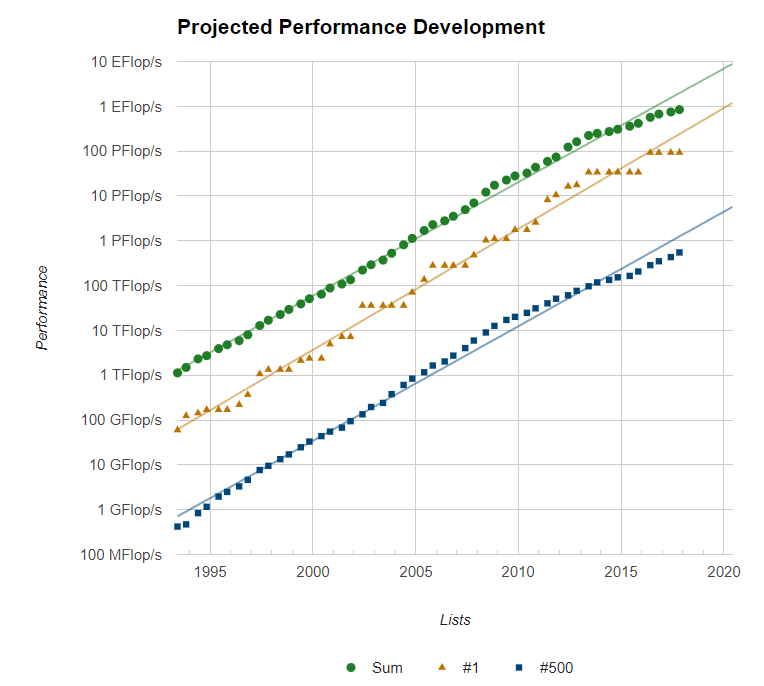 Projected Performance Development
10 EFlop/s
1 EFlop/s
100 PFlop/s
10 PFlop/s
1 PFlop/s
100 TFlop/s
10 TFlop/s
1 TFlop/s
100 GFlop/s
10 GFlop/s
1 GFlop/s
100 MFlop/s
Performance
1995 2000 2005 2010 2015 2020
Lists
Sum #1 #500